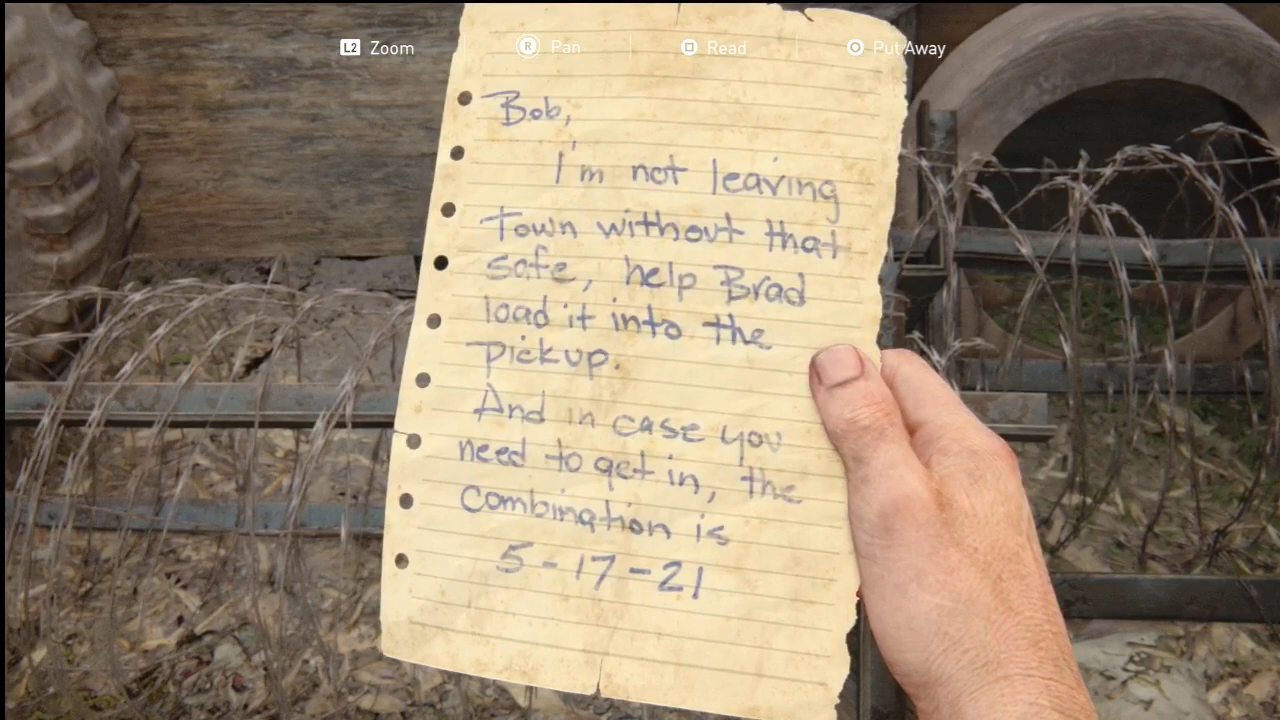 L2 Zoom R Pan Read Put Away
Bob,
I'm not leaving
Town without that
safe, help Brad
load it into the
pickup.
And in case you
need to get in, the
combination is
5-17-21